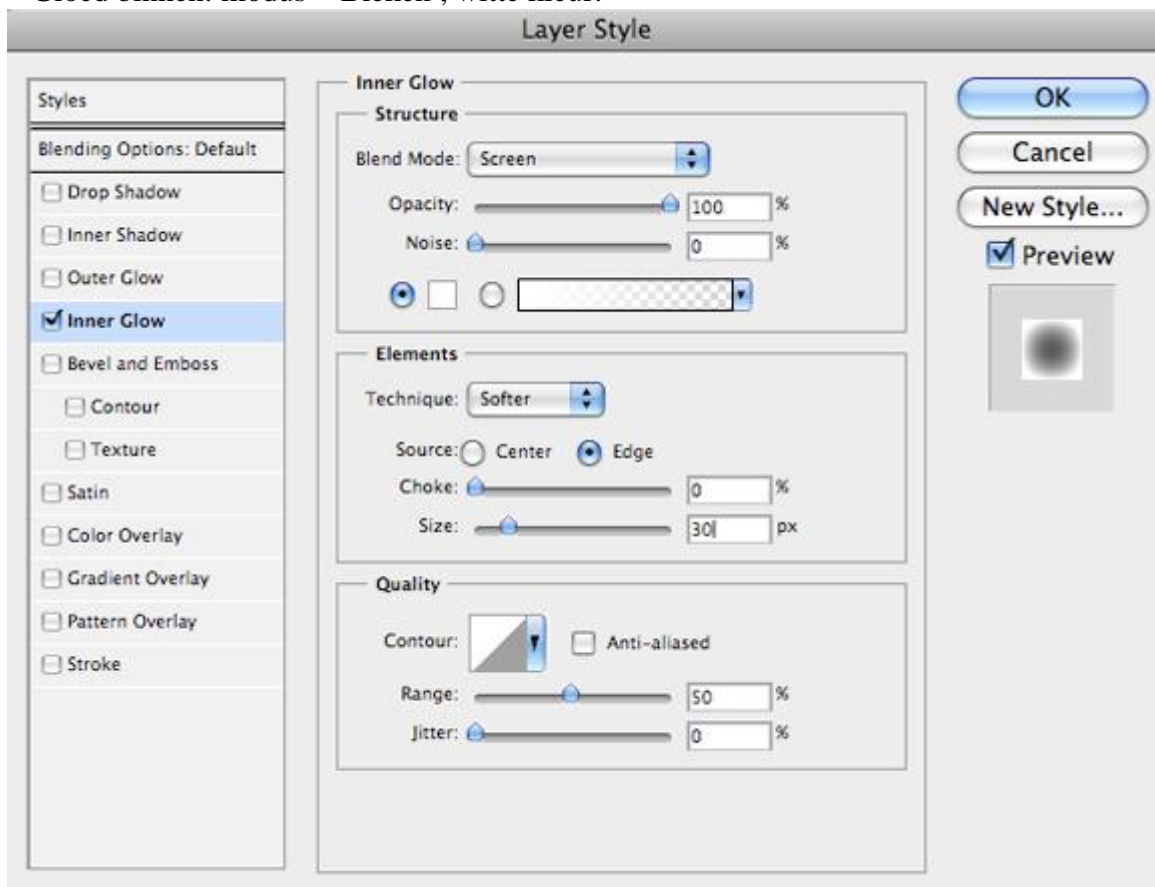 Layer Style
Styles
Blending Options: Default
Drop Shadow
Inner Shadow
Outer Glow
Inner Glow
Bevel and Emboss
Contour
Texture
Satin
Color Overlay
Gradient Overlay
Pattern Overlay
Stroke
Inner Glow
Structure
Blend Mode: Screen
Opacity: 100 %
Noise: 0 %
Elements
Technique: Softer
Source: Center Edge
Choke: 0 %
Size: 30 px
Quality
Contour: Anti-aliased
Range: 50 %
Jitter: 0 %
OK
Cancel
New Style...
Preview